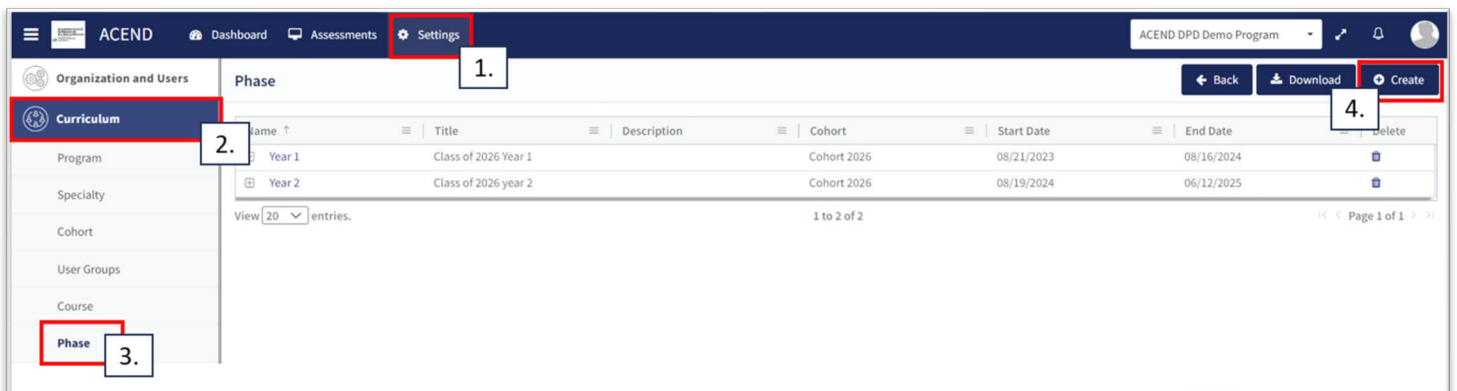 ACEND Dashboard Assessments Settings ACEND DPD Demo Program
1.
Organization and Users
Phase Back Download Create
4.
Curriculum
2.
Name Title Description Cohort Start Date End Date Delete
Program
Year 1 Class of 2026 Year 1 Cohort 2026 08/21/2023 08/16/2024
Specialty
Year 2 Class of 2026 year 2 Cohort 2026 08/19/2024 06/12/2025
View 20 entries. 1 to 2 of 2 Page 1 of 1
Cohort
User Groups
Course
Phase
3.